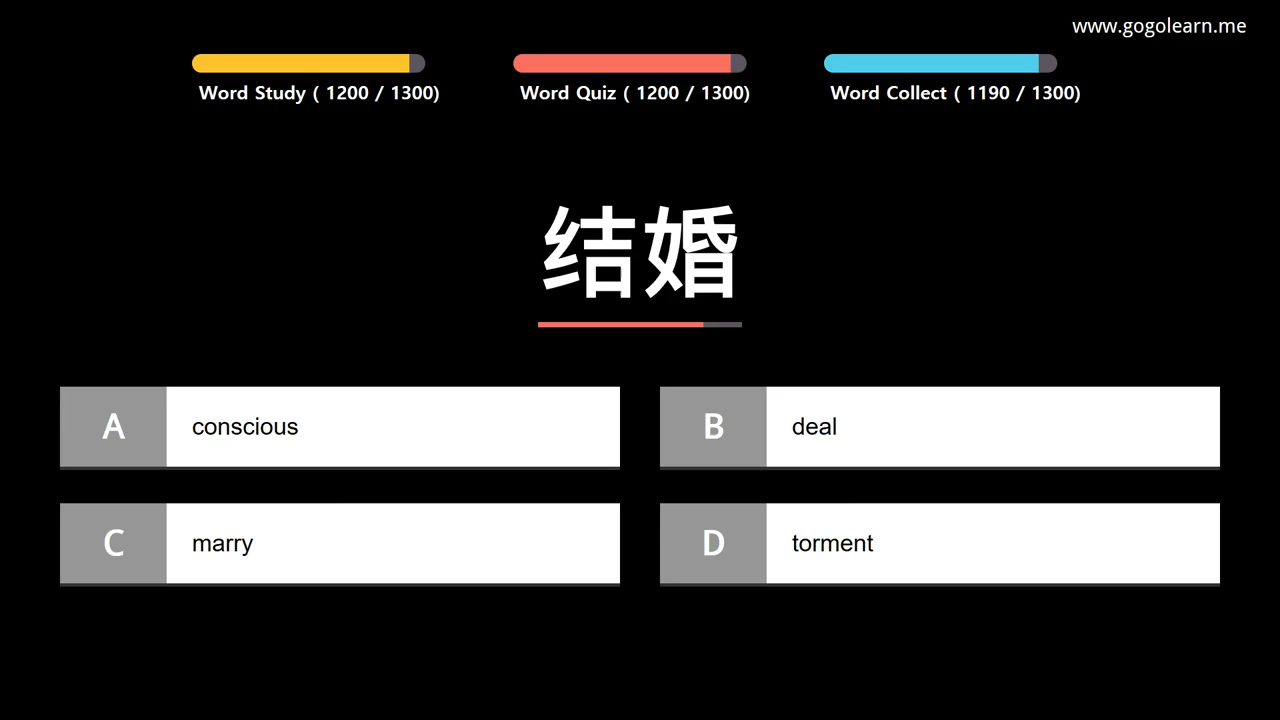 www.gogolearn.me
Word Study ( 1200 / 1300)
Word Quiz ( 1200 / 1300)
Word Collect ( 1190 / 1300)
结婚
A conscious
B deal
C marry
D torment